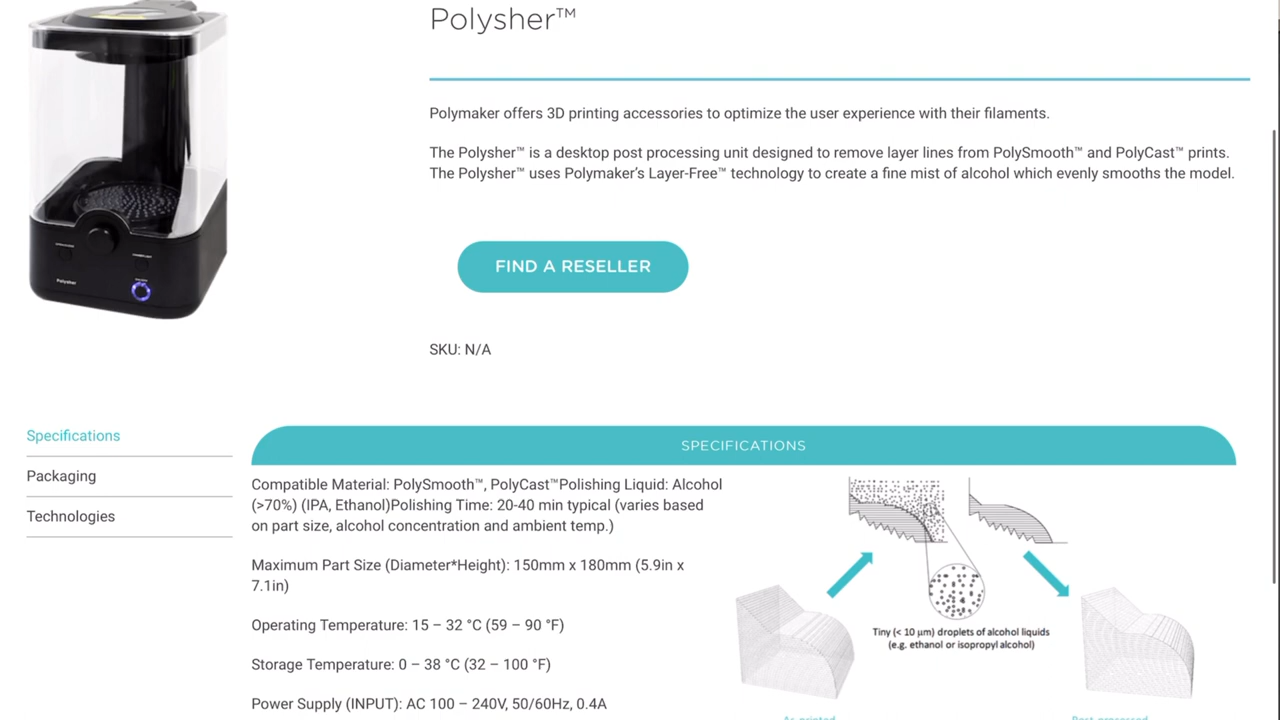 Polysher™
Polymaker offers 3D printing accessories to optimize the user experience with their filaments.
The Polysher™ is a desktop post processing unit designed to remove layer lines from PolySmooth™ and PolyCast™ prints.
The Polysher™ uses Polymaker's Layer-Free™ technology to create a fine mist of alcohol which evenly smooths the model.
FIND A RESELLER
SKU: N/A
Polysher
Specifications
Packaging
Technologies
SPECIFICATIONS
Compatible Material: PolySmooth™, PolyCast™Polishing Liquid: Alcohol
(>70%) (IPA, Ethanol)Polishing Time: 20-40 min typical (varies based
on part size, alcohol concentration and ambient temp.)
Maximum Part Size (Diameter*Height): 150mm x 180mm (5.9in x
7.1in)
Operating Temperature: 15 – 32 °C (59 – 90 °F)
Storage Temperature: 0 – 38 °C (32 – 100 °F)
Power Supply (INPUT): AC 100 – 240V, 50/60Hz, 0.4A
Tiny (< 10 μm) droplets of alcohol liquids
(e.g. ethanol or isopropyl alcohol)